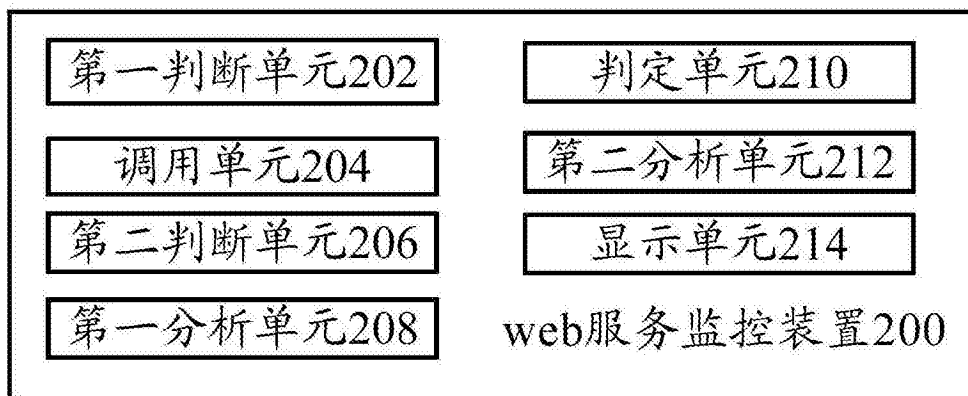 第一判断单元202
调用单元204
第二判断单元206
第一分析单元208
判定单元210
第二分析单元212
显示单元214
web服务监控装置200